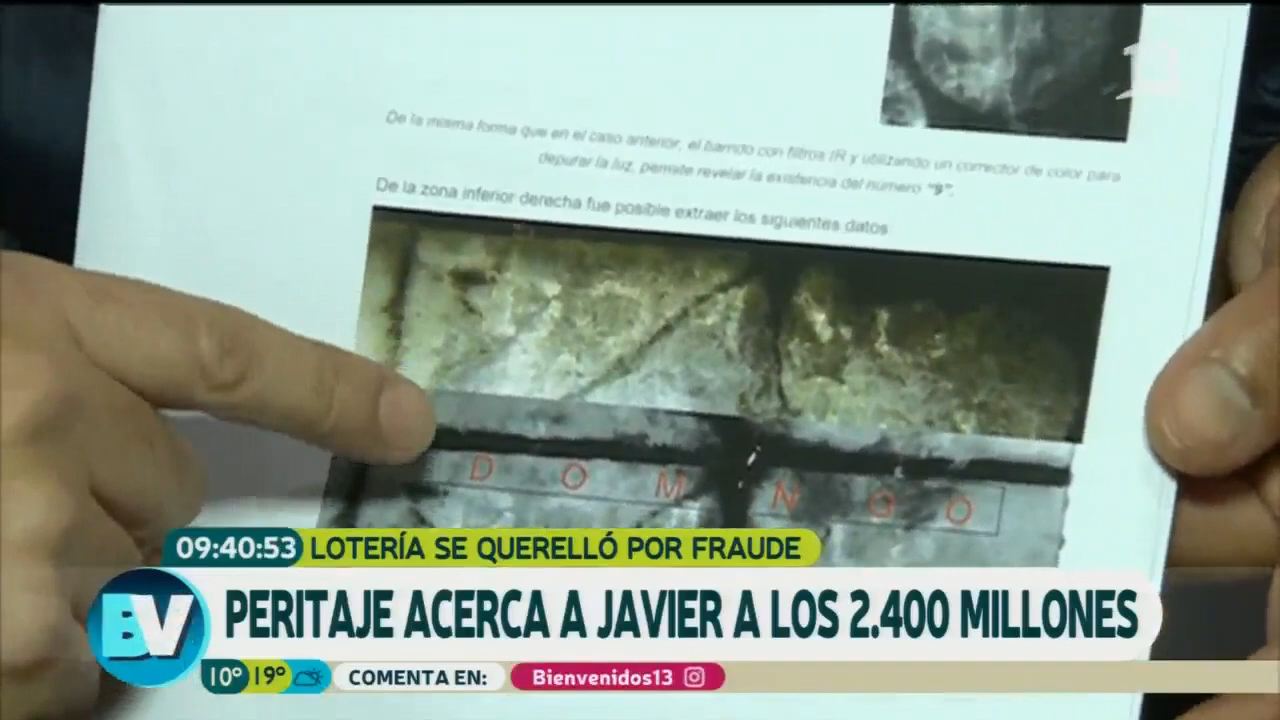 13
De la misma forma que en el caso anterior, el barrido con filtros IR y utilizando un corrector de color para
depurar la luz, permite revelar la existencia del número "9".
De la zona inferior derecha fue posible extraer los siguientes datos
D O M N G O
09:40:53 LOTERÍA SE QUERELLÓ POR FRAUDE
BV PERITAJE ACERCA A JAVIER A LOS 2.400 MILLONES
10° 19° COMENTA EN: Bienvenidos13